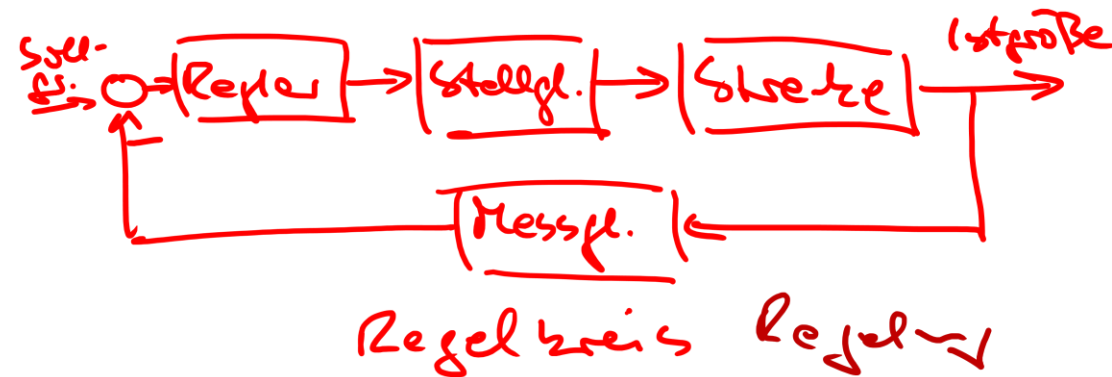 Soll-
gr.
Istgröße
Regler
Stellgl.
Strecke
Messgl.
Regelkreis Regelung